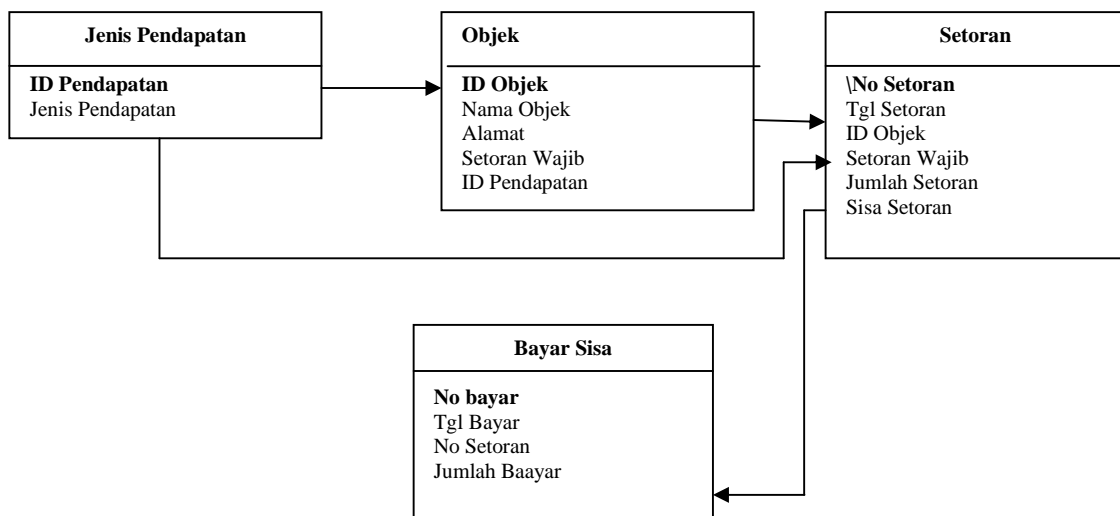 Jenis Pendapatan
ID Pendapatan
Jenis Pendapatan
Objek
ID Objek
Nama Objek
Alamat
Setoran Wajib
ID Pendapatan
Setoran
\No Setoran
Tgl Setoran
ID Objek
Setoran Wajib
Jumlah Setoran
Sisa Setoran
Bayar Sisa
No bayar
Tgl Bayar
No Setoran
Jumlah Baayar